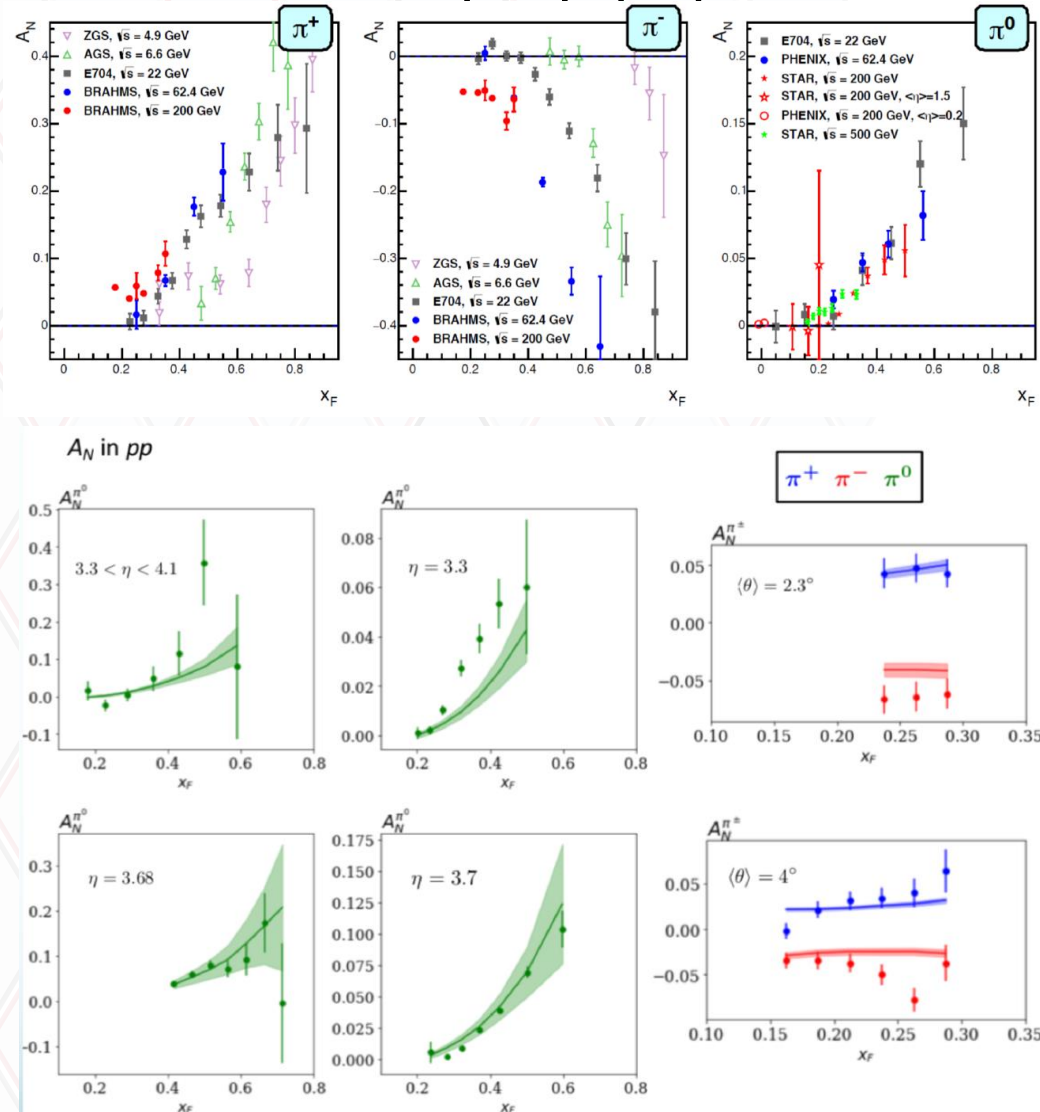 A_N
π⁺
ZGS, √s = 4.9 GeV
AGS, √s = 6.6 GeV
E704, √s = 22 GeV
BRAHMS, √s = 62.4 GeV
BRAHMS, √s = 200 GeV
0.4
0.3
0.2
0.1
0
0 0.2 0.4 0.6 0.8
x_F
A_N
π⁻
0
−0.1
−0.2
−0.3
−0.4
ZGS, √s = 4.9 GeV
AGS, √s = 6.6 GeV
E704, √s = 22 GeV
BRAHMS, √s = 62.4 GeV
BRAHMS, √s = 200 GeV
0 0.2 0.4 0.6 0.8
x_F
A_N
π⁰
E704, √s = 22 GeV
PHENIX, √s = 62.4 GeV
STAR, √s = 200 GeV
STAR, √s = 200 GeV, <η>=1.5
PHENIX, √s = 200 GeV, <η>=0.2
STAR, √s = 500 GeV
0.2
0.15
0.1
0.05
0
0 0.2 0.4 0.6 0.8
x_F
A_N in pp
π⁺ π⁻ π⁰
A_N^{π⁰}
3.3 < η < 4.1
0.5
0.4
0.3
0.2
0.1
0.0
-0.1
0.2 0.4 0.6 0.8
x_F
A_N^{π⁰}
η = 3.3
0.08
0.06
0.04
0.02
0.00
0.2 0.4 0.6 0.8
x_F
A_N^{π±}
⟨θ⟩ = 2.3°
0.05
0.00
−0.05
0.10 0.15 0.20 0.25 0.30 0.35
x_F
A_N^{π⁰}
η = 3.68
0.3
0.2
0.1
0.0
-0.1
0.2 0.4 0.6 0.8
x_F
A_N^{π⁰}
η = 3.7
0.175
0.150
0.125
0.100
0.075
0.050
0.025
0.000
0.2 0.4 0.6 0.8
x_F
A_N^{π±}
⟨θ⟩ = 4°
0.05
0.00
−0.05
0.10 0.15 0.20 0.25 0.30 0.35
x_F